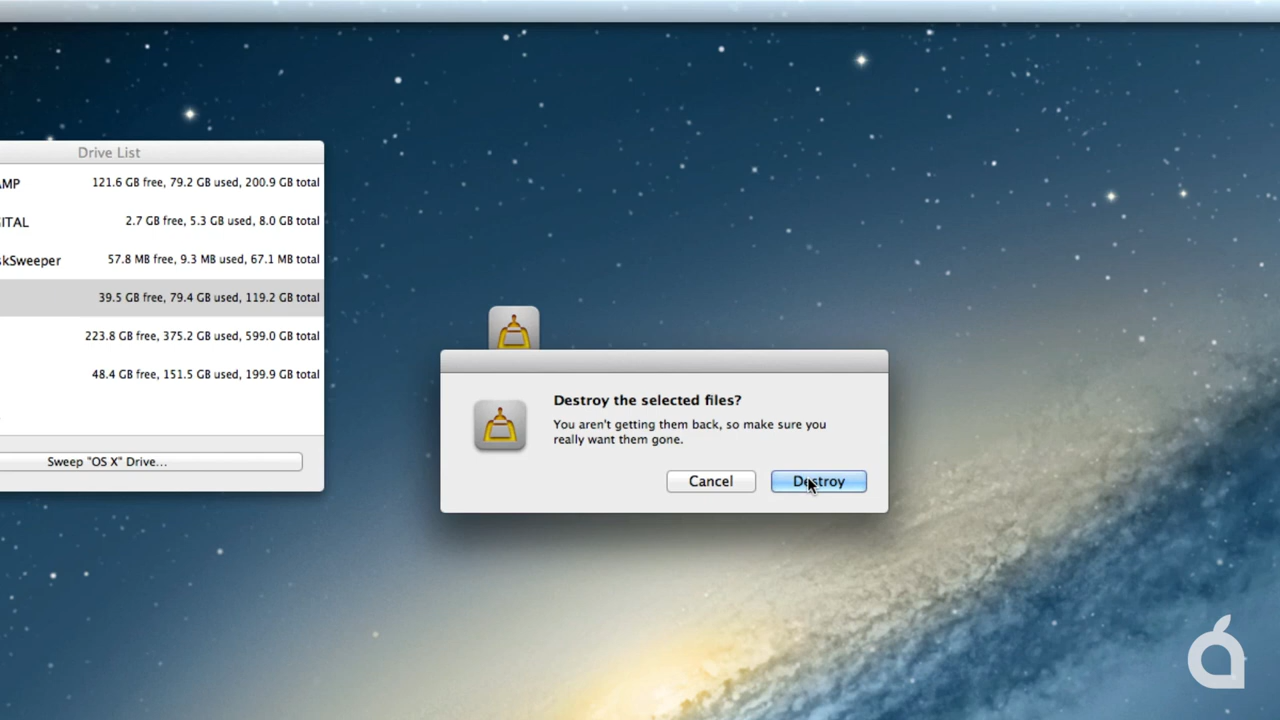 Drive List
AMP 121.6 GB free, 79.2 GB used, 200.9 GB total
GITAL 2.7 GB free, 5.3 GB used, 8.0 GB total
skSweeper 57.8 MB free, 9.3 MB used, 67.1 MB total
39.5 GB free, 79.4 GB used, 119.2 GB total
223.8 GB free, 375.2 GB used, 599.0 GB total
48.4 GB free, 151.5 GB used, 199.9 GB total
Sweep "OS X" Drive...
Destroy the selected files?
You aren't getting them back, so make sure you
really want them gone.
Cancel Destroy